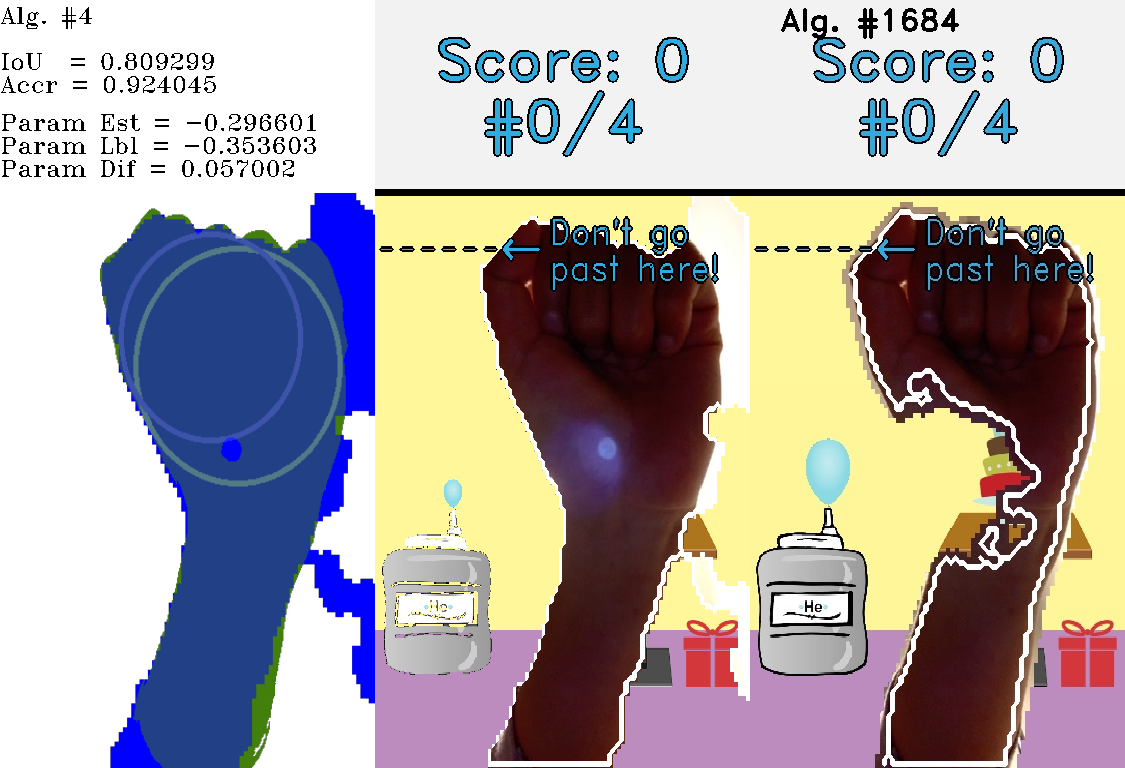 Alg. #4
IoU = 0.809299
Accr = 0.924045
Param Est = −0.296601
Param Lbl = −0.353603
Param Dif = 0.057002
Score: 0
#0/4
Don't go
past here!
He
Alg. #1684
Score: 0
#0/4
Don't go
past here!
He